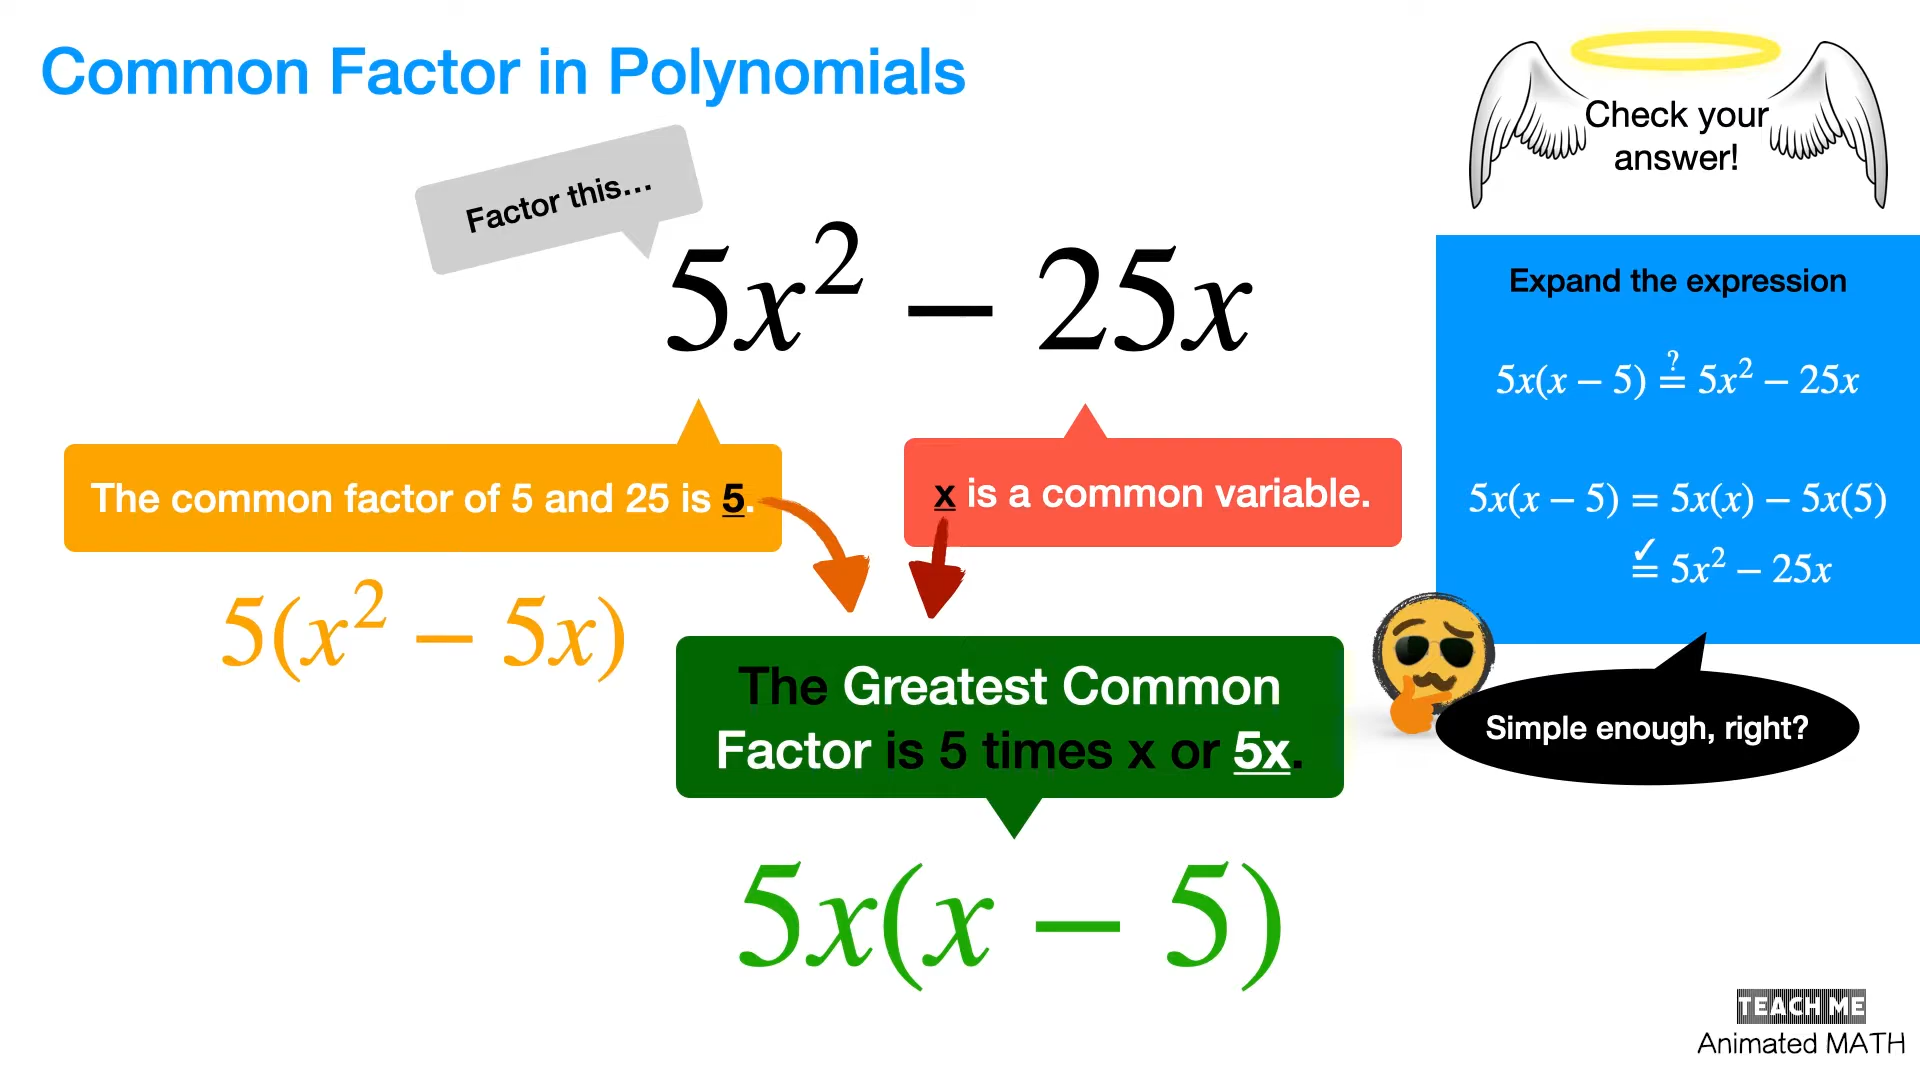 Common Factor in Polynomials
Check your
answer!
Factor this...
5x² − 25x
Expand the expression
5x(x − 5) ≟ 5x² − 25x
The common factor of 5 and 25 is 5.
x is a common variable.
5x(x − 5) = 5x(x) − 5x(5)
✓
= 5x² − 25x
5(x² − 5x)
The Greatest Common
Factor is 5 times x or 5x.
Simple enough, right?
5x(x − 5)
TEACH ME
Animated MATH